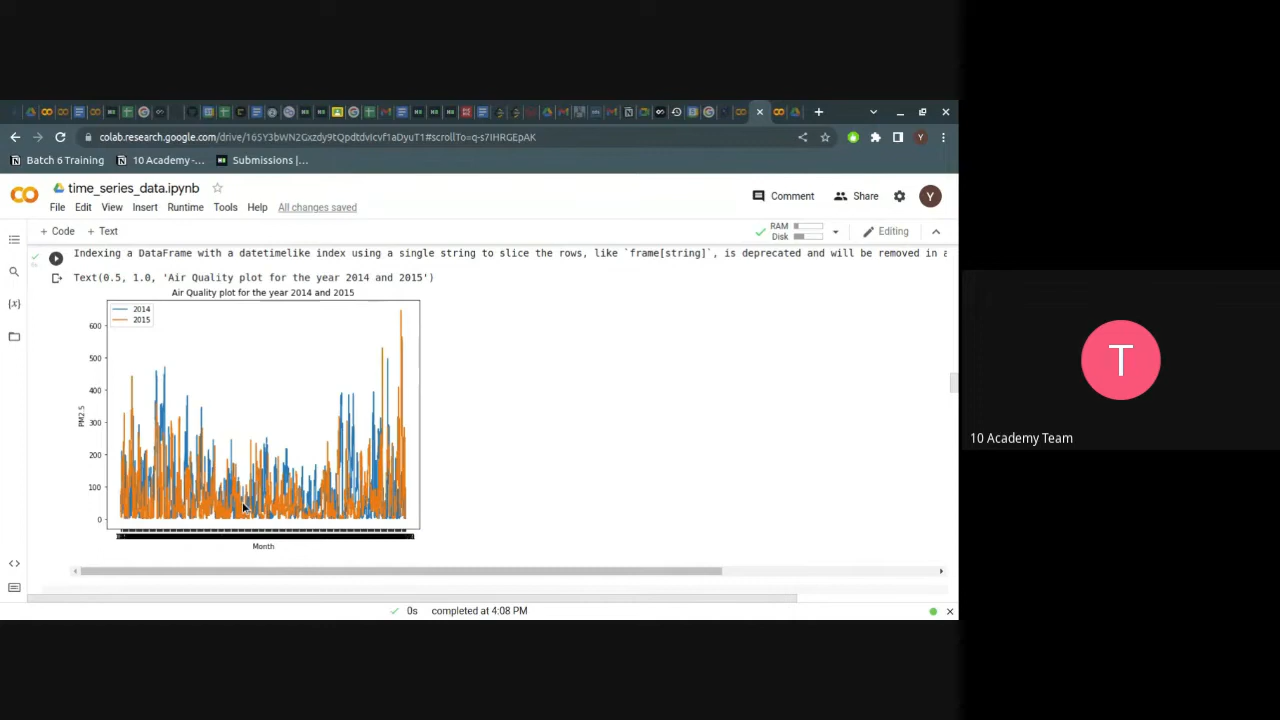 colab.research.google.com/drive/165Y3bWN2Gxzdy9tQpdtdvIcvf1aDyuT1#scrollTo=q-s7IHRGEpAK
Y
Batch 6 Training
10 Academy -...
Submissions |...
time_series_data.ipynb
Comment
Share
Y
File Edit View Insert Runtime Tools Help All changes saved
+ Code + Text
RAM
Disk
Editing
Indexing a DataFrame with a datetimelike index using a single string to slice the rows, like `frame[string]`, is deprecated and will be removed in a
Text(0.5, 1.0, 'Air Quality plot for the year 2014 and 2015')
Air Quality plot for the year 2014 and 2015
2014
2015
600
500
400
300
200
100
0
PM2.5
Month
0s completed at 4:08 PM
T
10 Academy Team